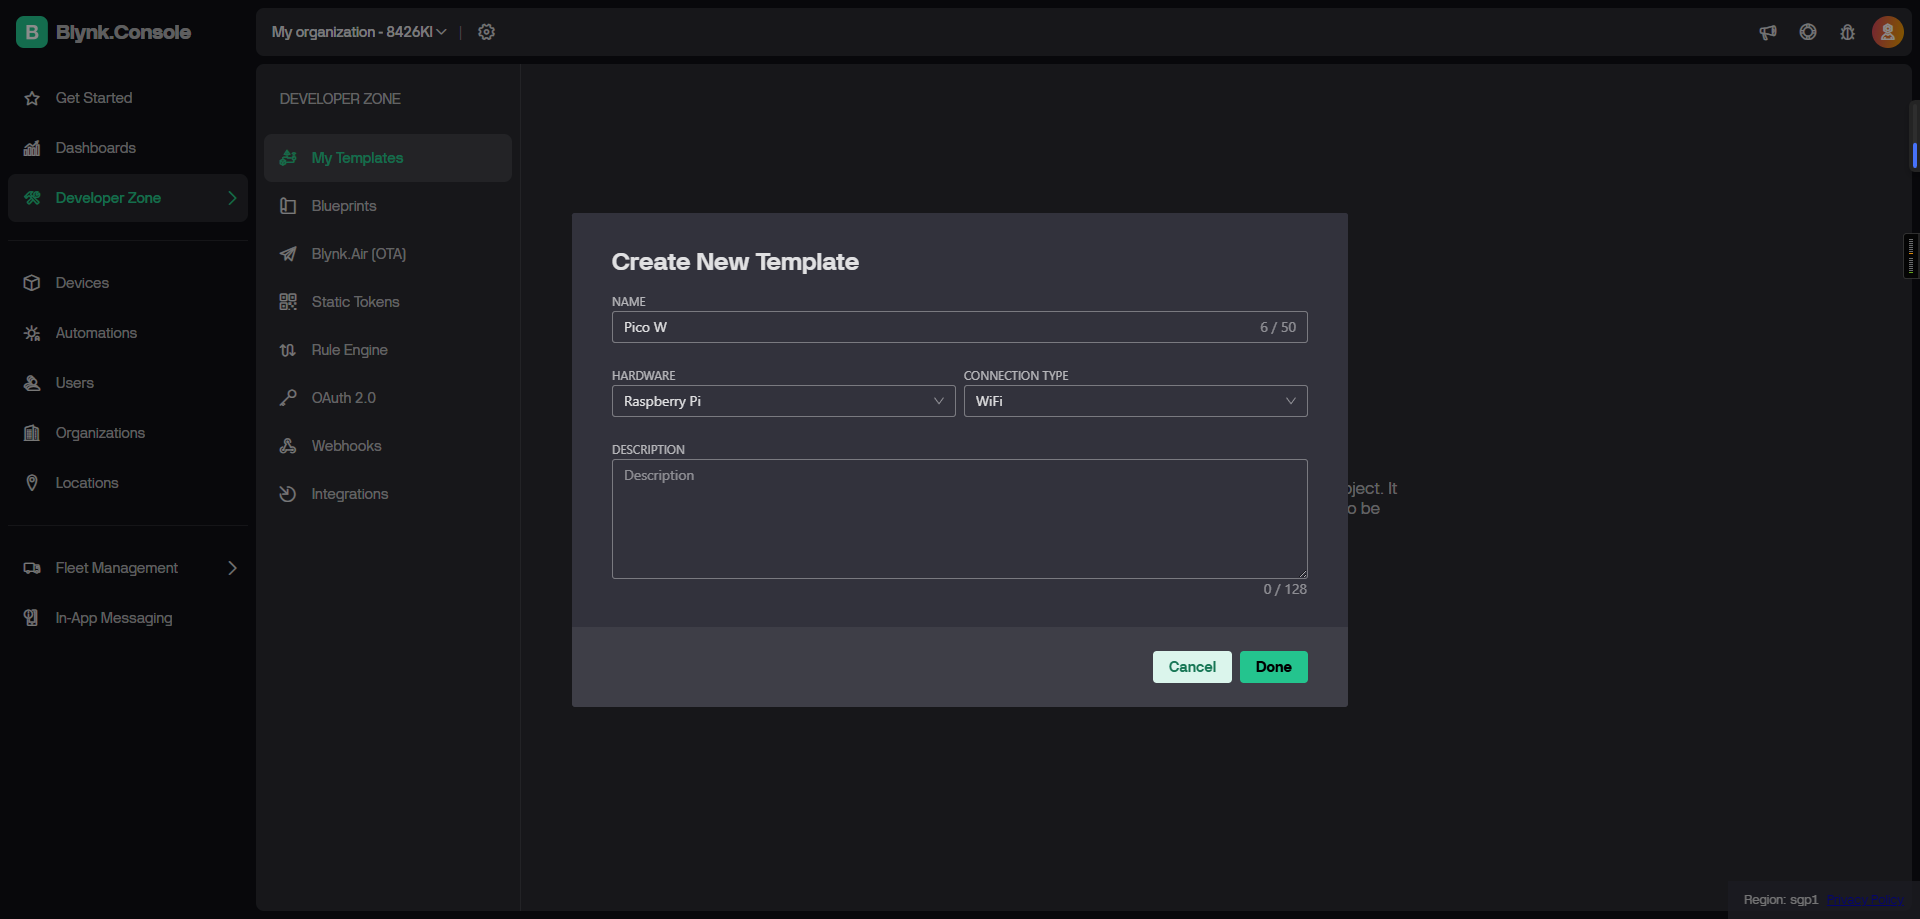 B Blynk.Console
My organization - 8426KI
Get Started
Dashboards
Developer Zone
Devices
Automations
Users
Organizations
Locations
Fleet Management
In-App Messaging
DEVELOPER ZONE
My Templates
Blueprints
Blynk.Air (OTA)
Static Tokens
Rule Engine
OAuth 2.0
Webhooks
Integrations
Create New Template
NAME
Pico W 6 / 50
HARDWARE
Raspberry Pi
CONNECTION TYPE
WiFi
DESCRIPTION
Description
0 / 128
Cancel Done
ject. It
o be
Region: sgp1 Privacy Policy